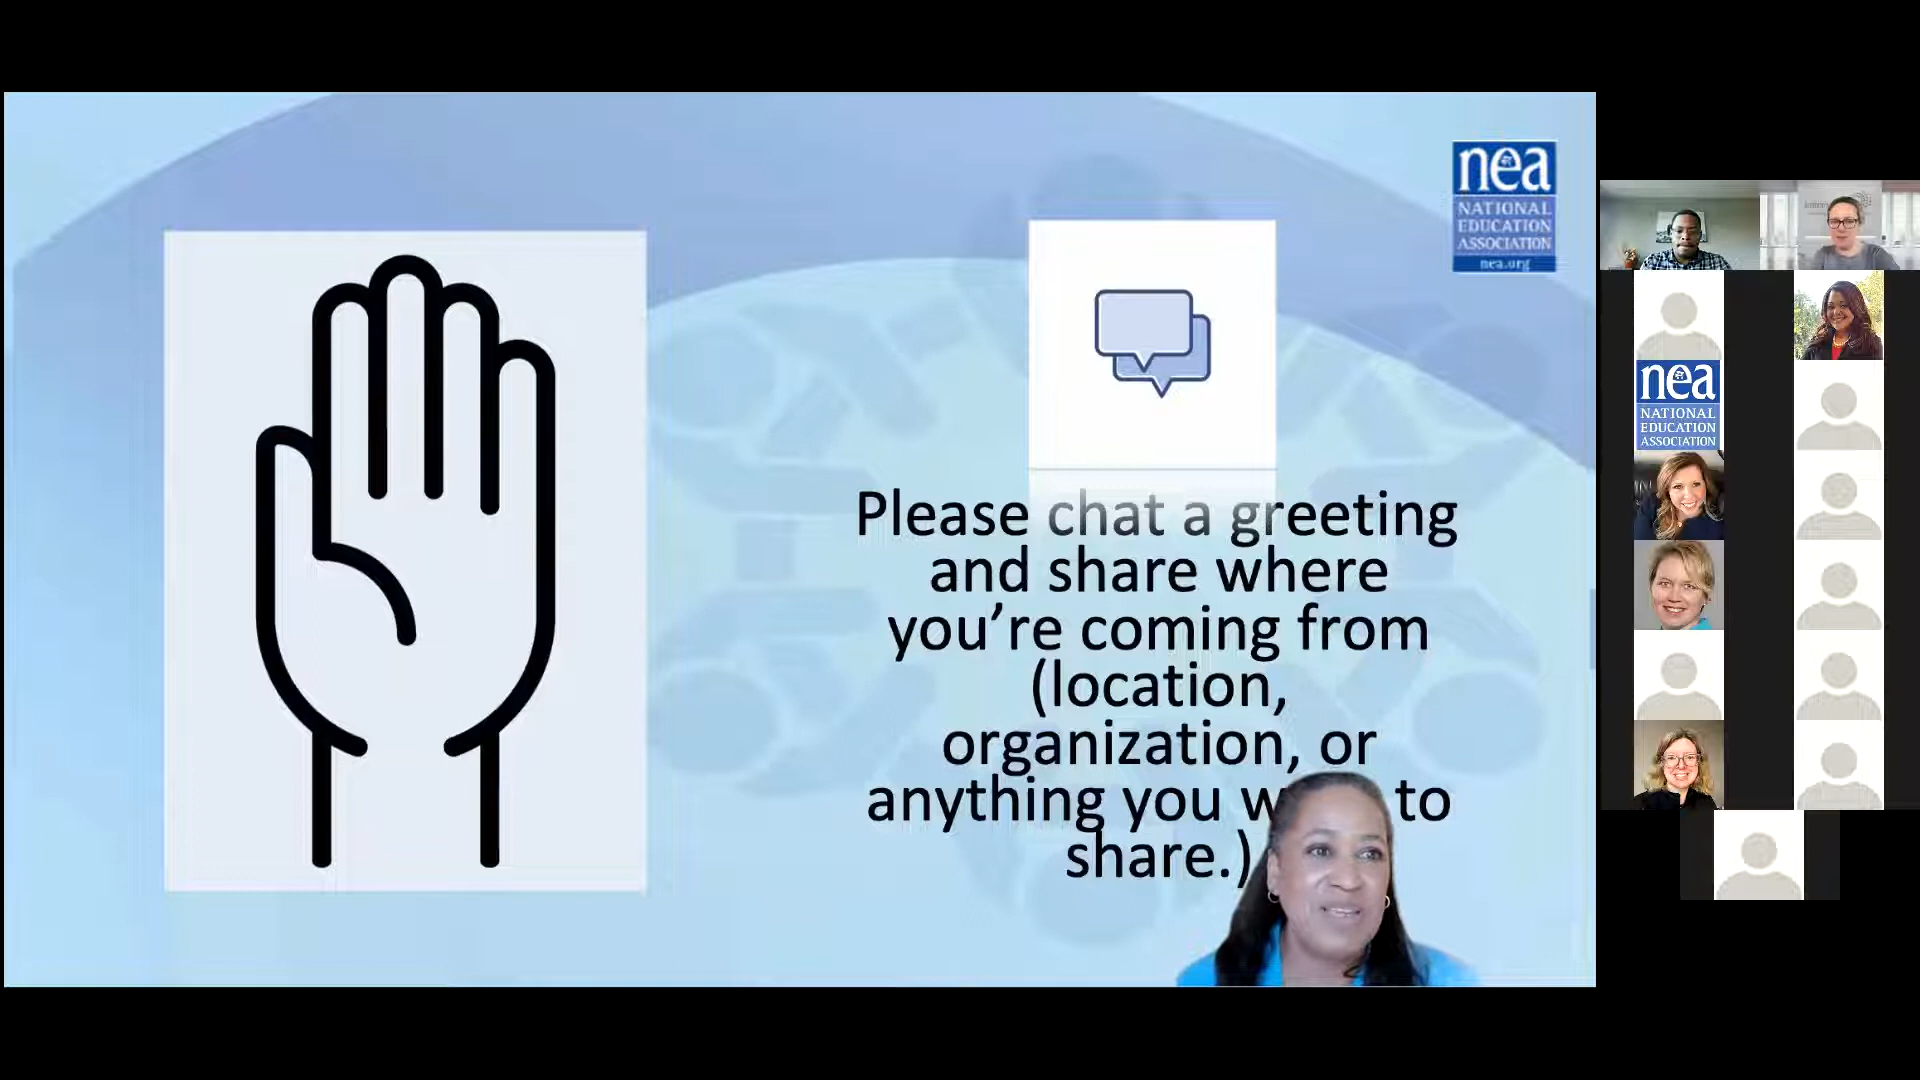 nea
NATIONAL
EDUCATION
ASSOCIATION
nea.org
Please chat a greeting
and share where
you’re coming from
(location,
organization, or
anything you to
share.)
nea
NATIONAL
EDUCATION
ASSOCIATION